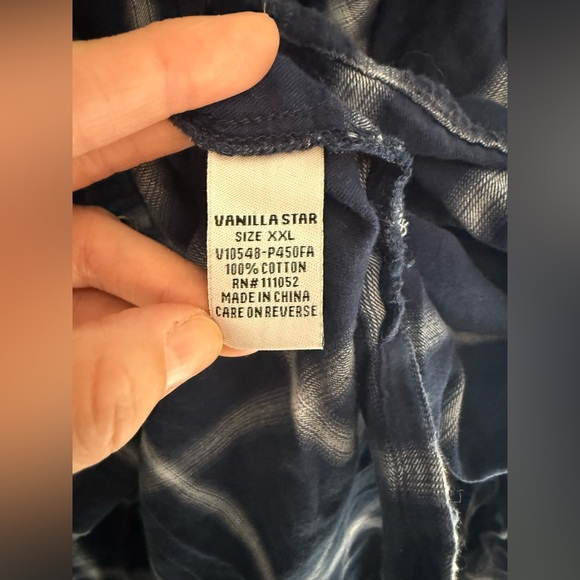 VANILLA STAR
SIZE XXL
V10548-P450FA
100% COTTON
RN# 111052
MADE IN CHINA
CARE ON REVERSE